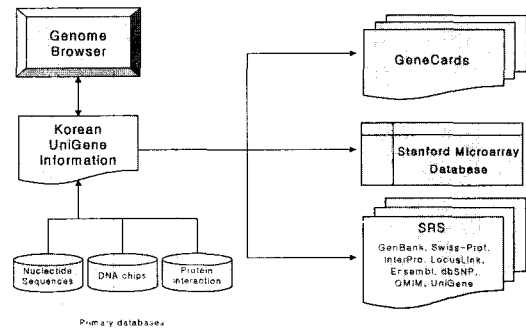 Genome
Browser
Korean
UniGene
Information
GeneCards
Stanford Microarray
Database
SRS
GenBank, Swiss-Prot,
InterPro, LocusLink,
Ensembl, dbSNP,
OMIM, UniGene
Nucleotide
Sequences
DNA chips
Protein
interaction
Primary databases